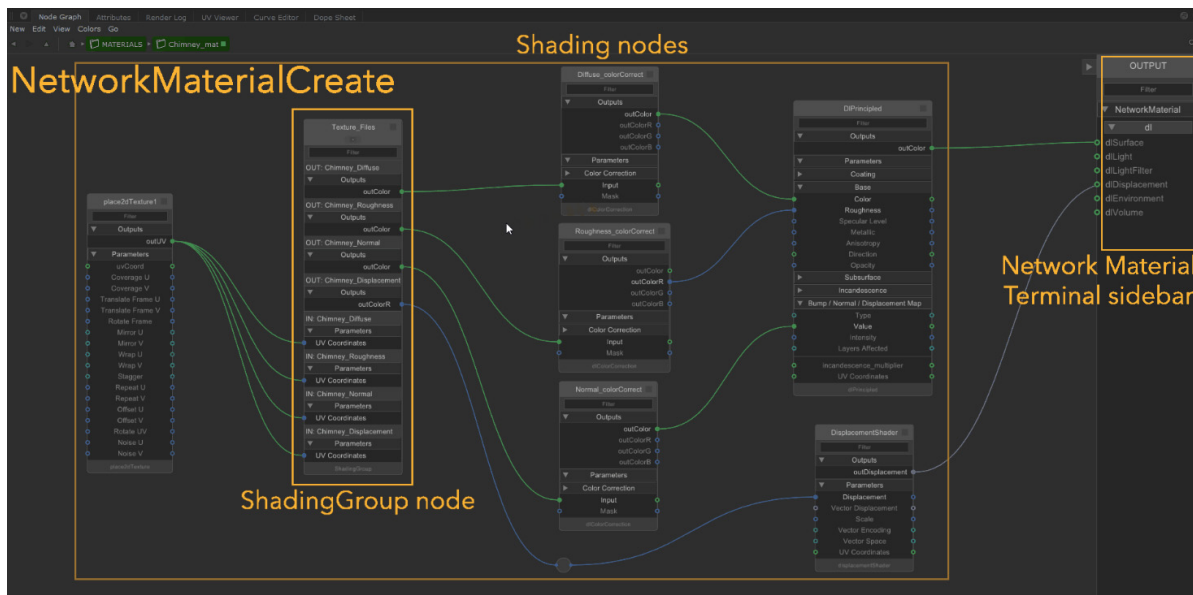 Node Graph Attributes Render Log UV Viewer Curve Editor Dope Sheet
New Edit View Colors Go
MATERIALS Chimney_mat
Shading nodes
NetworkMaterialCreate
place2dTexture1
Filter
Outputs
outUV
Parameters
uvCoord
Coverage U
Coverage V
Translate Frame U
Translate Frame V
Rotate Frame
Mirror U
Mirror V
Wrap U
Wrap V
Stagger
Repeat U
Repeat V
Offset U
Offset V
Rotate UV
Noise U
Noise V
place2dTexture
Texture_Files
Filter
OUT: Chimney_Diffuse
Outputs
outColor
OUT: Chimney_Roughness
Outputs
outColor
OUT: Chimney_Normal
Outputs
outColor
OUT: Chimney_Displacement
Outputs
outColorR
IN: Chimney_Diffuse
Parameters
UV Coordinates
IN: Chimney_Roughness
Parameters
UV Coordinates
IN: Chimney_Normal
Parameters
UV Coordinates
IN: Chimney_Displacement
Parameters
UV Coordinates
ShadingGroup
ShadingGroup node
Diffuse_colorCorrect
Filter
Outputs
outColor
outColorR
outColorG
outColorB
Parameters
Color Correction
Input
Mask
dlColorCorrection
Roughness_colorCorrect
Filter
Outputs
outColor
outColorR
outColorG
outColorB
Parameters
Color Correction
Input
Mask
dlColorCorrection
Normal_colorCorrect
Filter
Outputs
outColor
outColorR
outColorG
outColorB
Parameters
Color Correction
Input
Mask
dlColorCorrection
DlPrincipled
Filter
Outputs
outColor
Parameters
Coating
Base
Color
Roughness
Specular Level
Metallic
Anisotropy
Direction
Opacity
Subsurface
Incandescence
Bump / Normal / Displacement Map
Type
Value
Intensity
Layers Affected
incandescence_multiplier
UV Coordinates
dlPrincipled
DisplacementShader
Filter
Outputs
outDisplacement
Parameters
Displacement
Vector Displacement
Scale
Vector Encoding
Vector Space
UV Coordinates
displacementShader
OUTPUT
Filter
NetworkMaterial
dl
dlSurface
dlLight
dlLightFilter
dlDisplacement
dlEnvironment
dlVolume
Network Material
Terminal sidebar